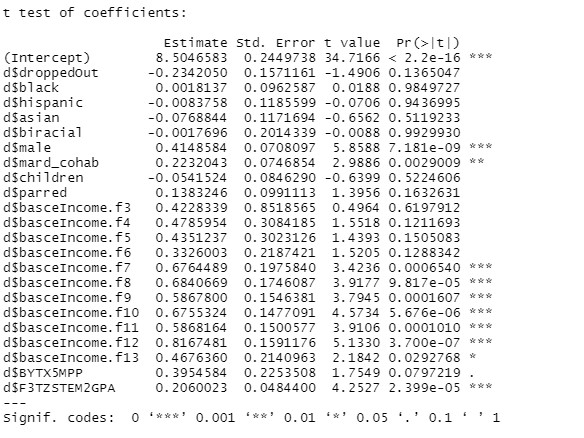 t test of coefficients:
Estimate Std. Error t value Pr(>|t|)
(Intercept) 8.5046583 0.2449738 34.7166 < 2.2e-16 ***
d$droppedout -0.2342050 0.1571161 -1.4906 0.1365047
d$black 0.0018137 0.0962587 0.0188 0.9849727
d$hispanic -0.0083758 0.1185599 -0.0706 0.9436995
d$asian -0.0768844 0.1171694 -0.6562 0.5119233
d$biracial -0.0017696 0.2014339 -0.0088 0.9929930
d$male 0.4148584 0.0708097 5.8588 7.181e-09 ***
d$mard_cohab 0.2232043 0.0746854 2.9886 0.0029009 **
d$children -0.0541524 0.0846290 -0.6399 0.5224606
d$parred 0.1383246 0.0991113 1.3956 0.1632631
d$basceIncome.f3 0.4228339 0.8518565 0.4964 0.6197912
d$basceIncome.f4 0.4785954 0.3084185 1.5518 0.1211693
d$basceIncome.f5 0.4351237 0.3023126 1.4393 0.1505083
d$basceIncome.f6 0.3326003 0.2187421 1.5205 0.1288342
d$basceIncome.f7 0.6764489 0.1975840 3.4236 0.0006540 ***
d$basceIncome.f8 0.6840669 0.1746087 3.9177 9.817e-05 ***
d$basceIncome.f9 0.5867800 0.1546381 3.7945 0.0001607 ***
d$basceIncome.f10 0.6755324 0.1477091 4.5734 5.676e-06 ***
d$basceIncome.f11 0.5868164 0.1500577 3.9106 0.0001010 ***
d$basceIncome.f12 0.8167481 0.1591176 5.1330 3.700e-07 ***
d$basceIncome.f13 0.4676360 0.2140963 2.1842 0.0292768 *
d$BYTX5MPP 0.3954584 0.2253508 1.7549 0.0797219 .
d$F3TZSTEM2GPA 0.2060023 0.0484400 4.2527 2.399e-05 ***
---
Signif. codes: 0 ‘***’ 0.001 ‘**’ 0.01 ‘*’ 0.05 ‘.’ 0.1 ‘ ’ 1